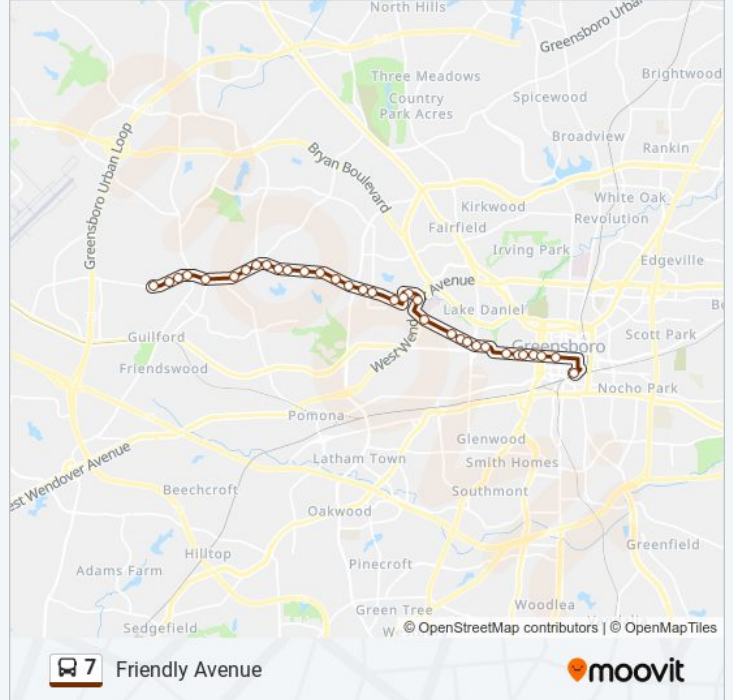 North Hills
Greensboro Urba
Three Meadows
Country
Park Acres
Brightwood
Spicewood
Broadview
Rankin
Greensboro Urban Loop
Bryan Boulevard
White Oak
Revolution
Kirkwood
Fairfield
Irving Park
Edgeville
Avenue
Lake Daniel
West Wend
Greensboro
Scott Park
Guilford
Friendswood
Nocho Park
Pomona
Glenwood
est Wendover Avenue
Latham Town
Smith Homes
Beechcroft
Southmont
Oakwood
Greenfield
Hilltop
Pinecroft
Adams Farm
Green Tree
Woodlea
Sedgefield
© OpenStreetMap contributors | © OpenMapTiles
7 Friendly Avenue
moovit